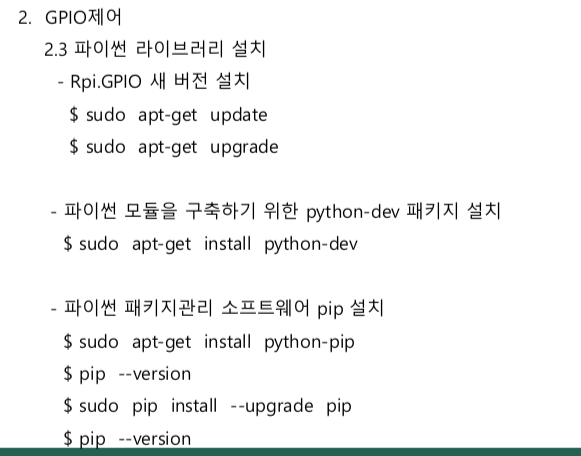 2. GPIO제어
2.3 파이썬 라이브러리 설치
- Rpi.GPIO 새 버전 설치
$ sudo apt-get update
$ sudo apt-get upgrade
- 파이썬 모듈을 구축하기 위한 python-dev 패키지 설치
$ sudo apt-get install python-dev
- 파이썬 패키지관리 소프트웨어 pip 설치
$ sudo apt-get install python-pip
$ pip --version
$ sudo pip install --upgrade pip
$ pip --version